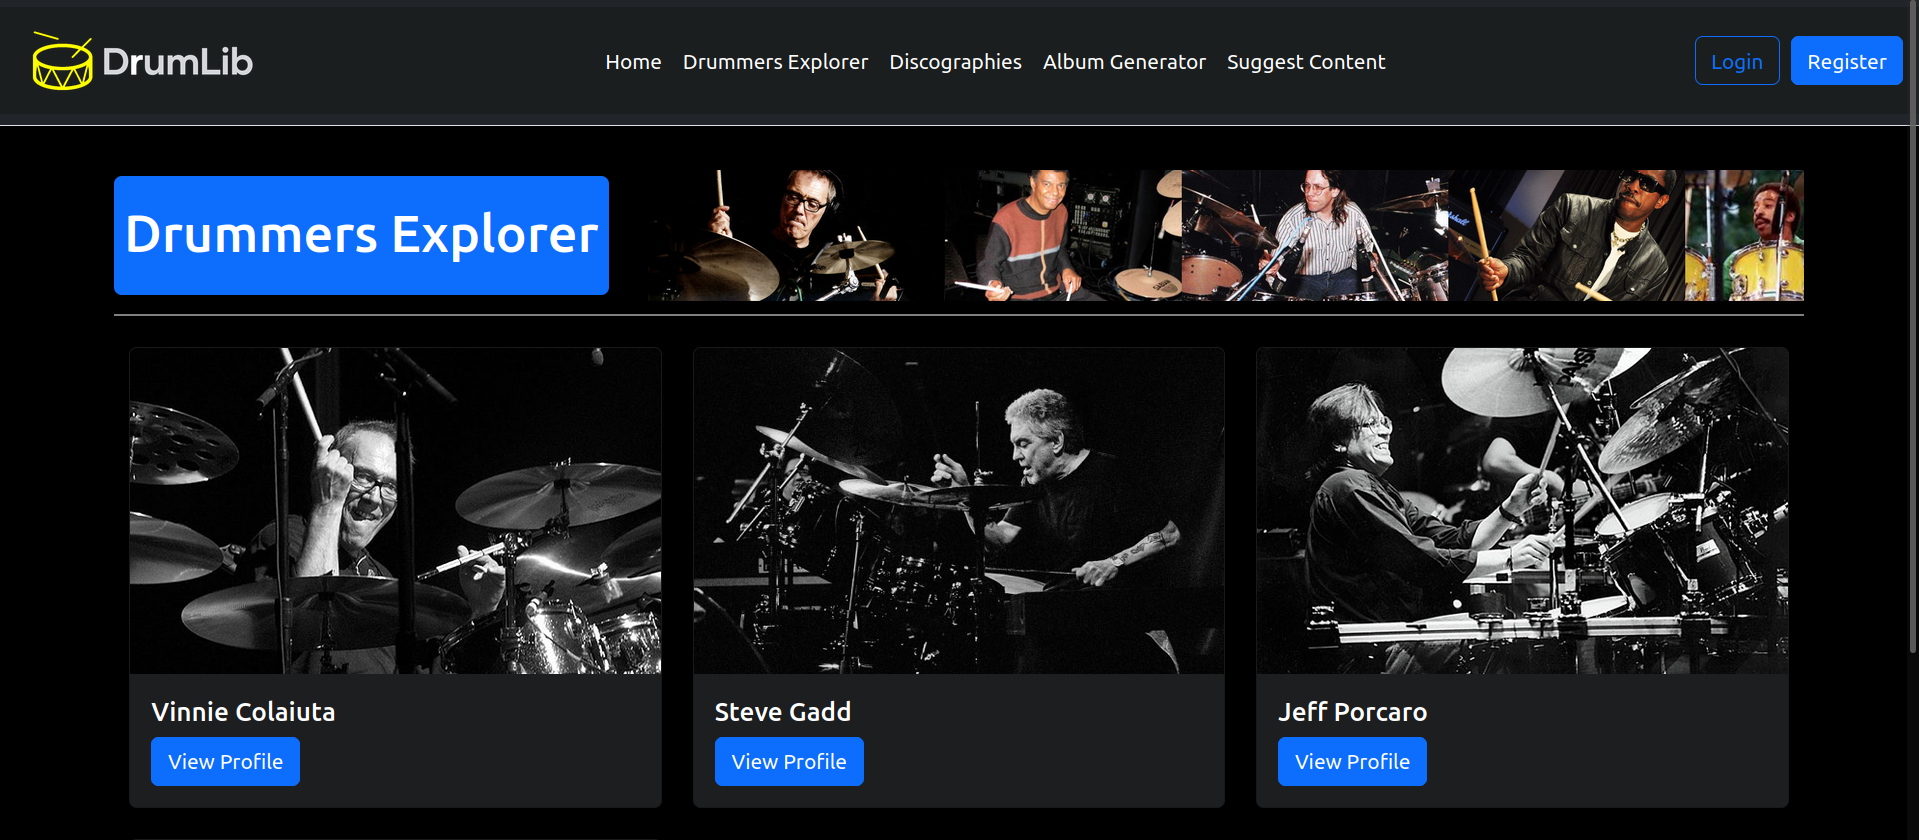 DrumLib
Home Drummers Explorer Discographies Album Generator Suggest Content
Login Register
Drummers Explorer
Vinnie Colaiuta
View Profile
Steve Gadd
View Profile
Jeff Porcaro
View Profile